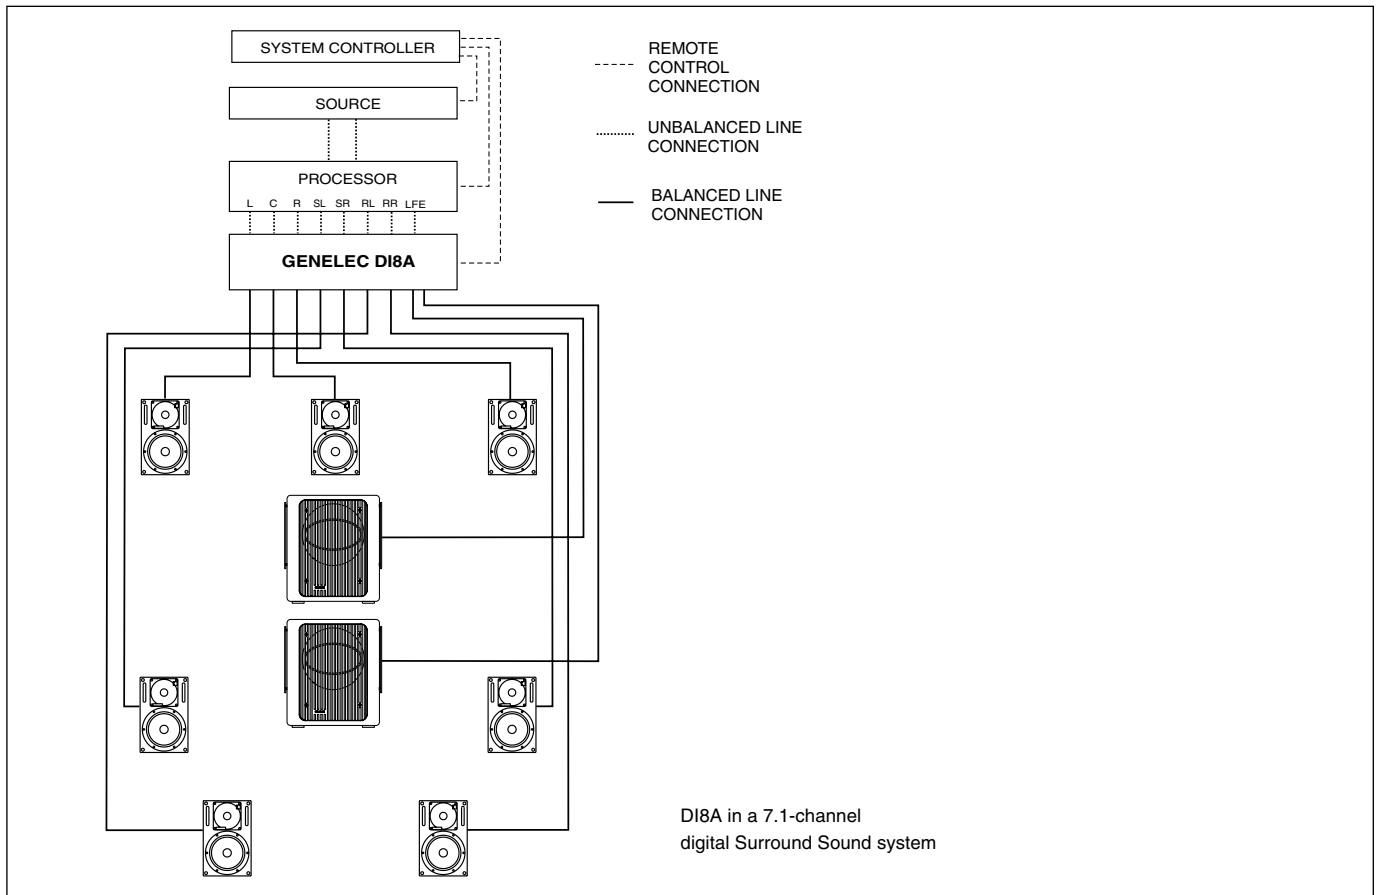 SYSTEM CONTROLLER
SOURCE
PROCESSOR
L C R SL SR RL RR LFE
GENELEC DI8A
REMOTE
CONTROL
CONNECTION
UNBALANCED LINE
CONNECTION
BALANCED LINE
CONNECTION
DI8A in a 7.1-channel
digital Surround Sound system